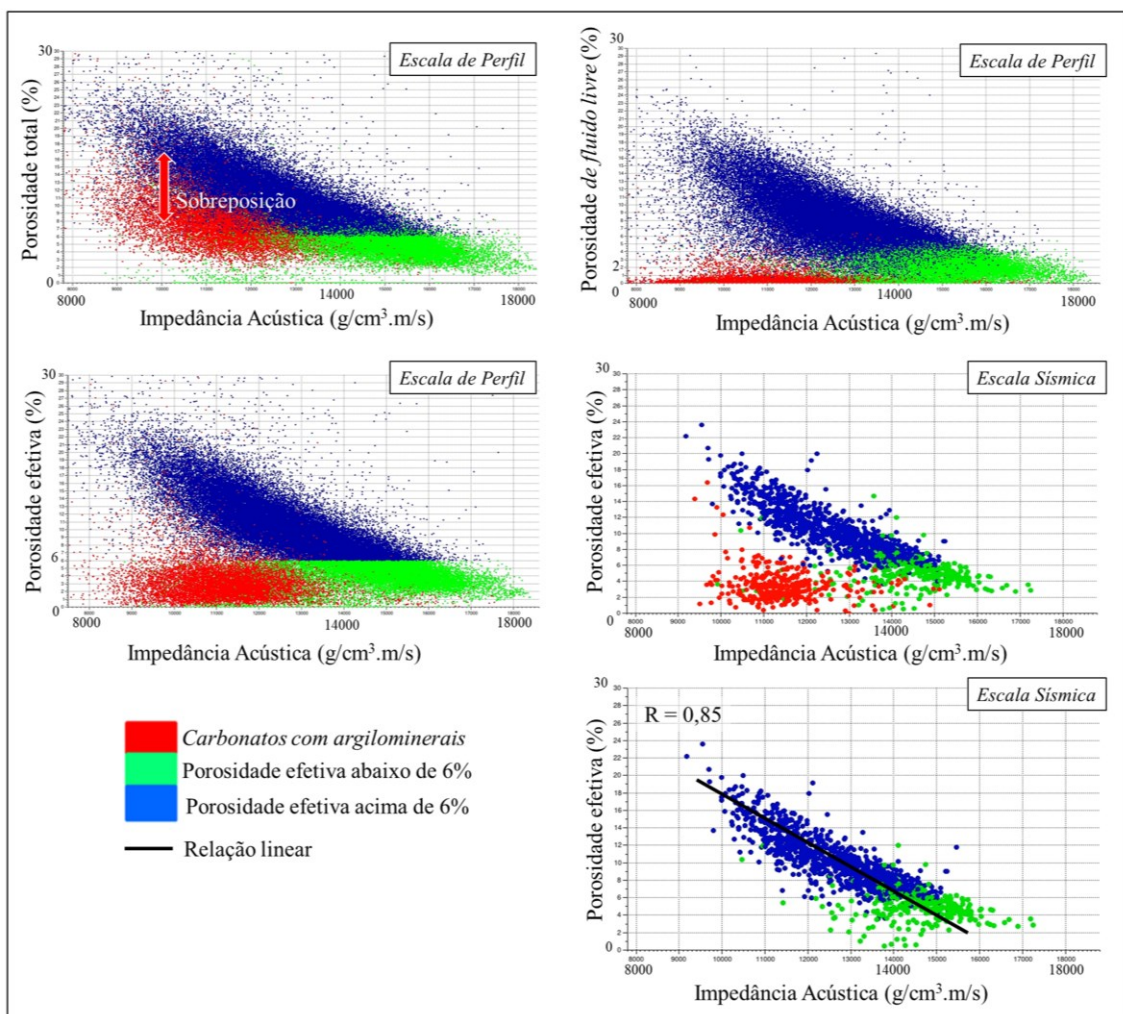 30
Escala de Perfil
Porosidade total (%)
Sobreposição
0
8000
14000
18000
Impedância Acústica (g/cm³.m/s)
30
Escala de Perfil
Porosidade de fluido livre (%)
2
0
8000
14000
18000
Impedância Acústica (g/cm³.m/s)
30
Escala de Perfil
Porosidade efetiva (%)
6
0
8000
14000
18000
Impedância Acústica (g/cm³.m/s)
30
Escala Sísmica
Porosidade efetiva (%)
0
8000
14000
18000
Impedância Acústica (g/cm³.m/s)
Carbonatos com argilominerais
Porosidade efetiva abaixo de 6%
Porosidade efetiva acima de 6%
Relação linear
30
Escala Sísmica
R = 0,85
Porosidade efetiva (%)
0
8000
14000
18000
Impedância Acústica (g/cm³.m/s)